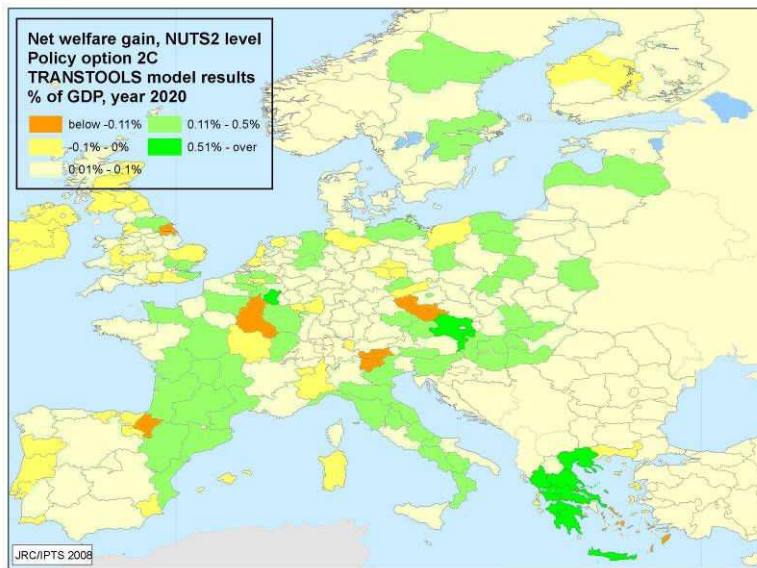 Net welfare gain, NUTS2 level
Policy option 2C
TRANSTOOLS model results
% of GDP, year 2020
below -0.11%
0.11% - 0.5%
-0.1% - 0%
0.51% - over
0.01% - 0.1%
JRC/IPTS 2008